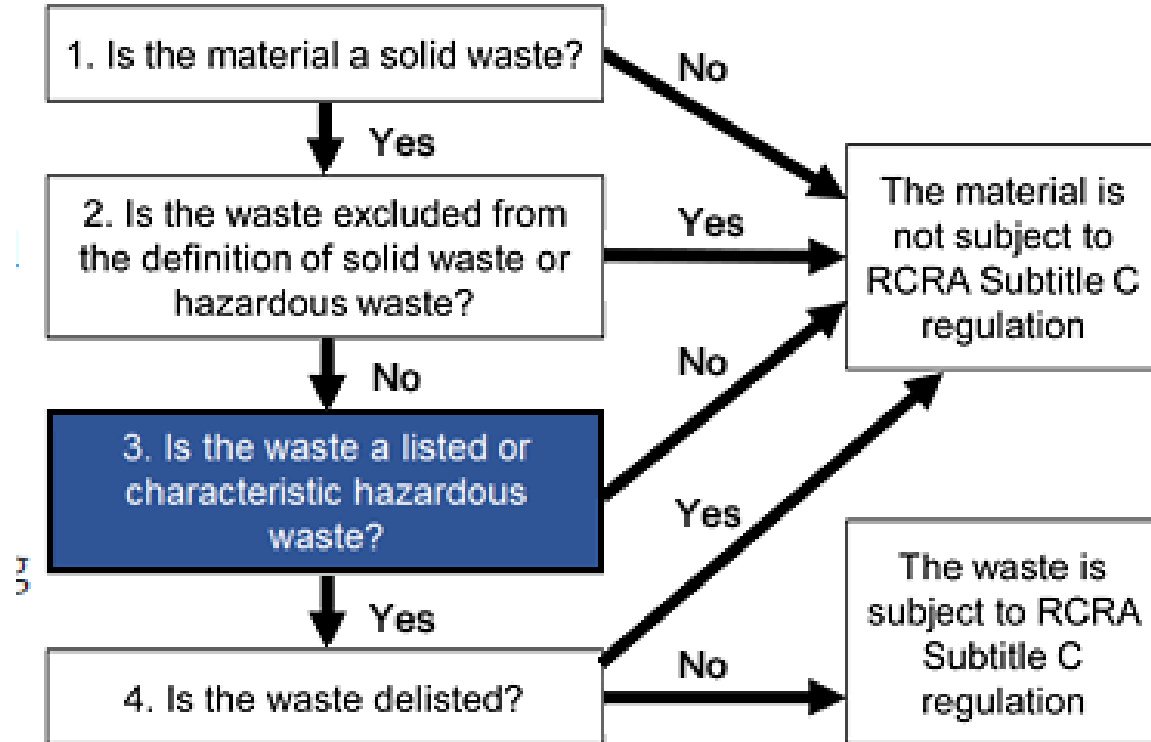 1. Is the material a solid waste?
No
Yes
The material is
not subject to
RCRA Subtitle C
regulation
2. Is the waste excluded from
the definition of solid waste or
hazardous waste?
Yes
No
No
3. Is the waste a listed or
characteristic hazardous
waste?
Yes
Yes
The waste is
subject to RCRA
Subtitle C
regulation
4. Is the waste delisted?
No